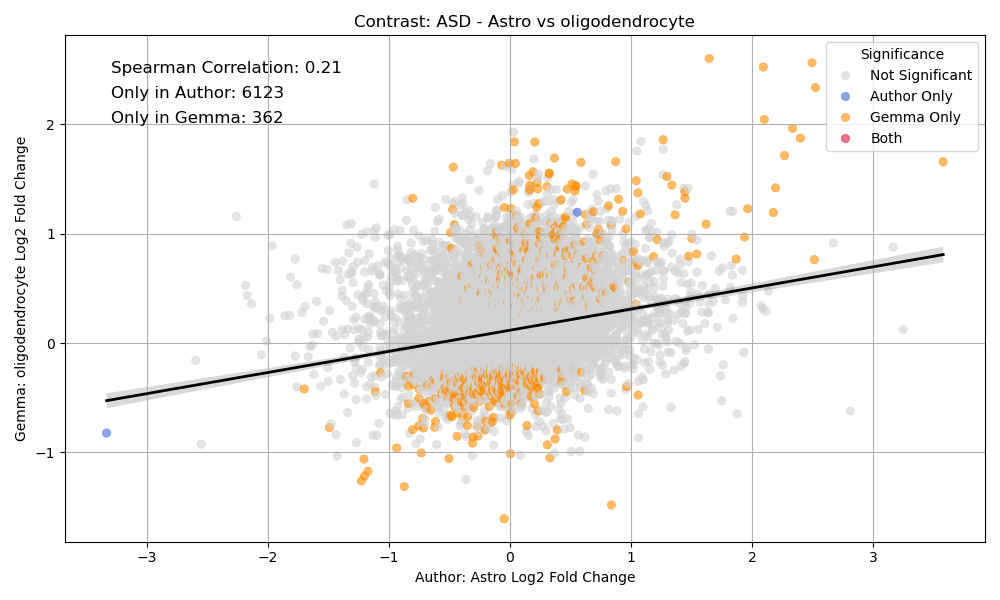 Contrast: ASD - Astro vs oligodendrocyte
Spearman Correlation: 0.21
Only in Author: 6123
Only in Gemma: 362
Significance
Not Significant
Author Only
Gemma Only
Both
Gemma: oligodendrocyte Log2 Fold Change
2
1
0
−1
−3
−2
−1
0
1
2
3
Author: Astro Log2 Fold Change